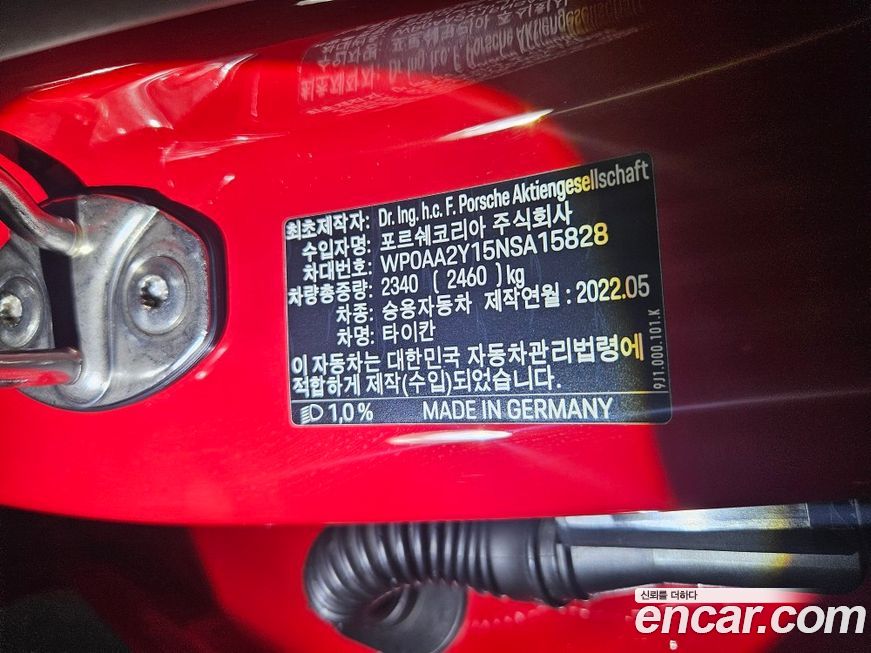 최초제작자: Dr. Ing. h.c. F. Porsche Aktiengesellschaft
수입자명: 포르쉐코리아 주식회사
차대번호: WP0AA2Y15NSA15828
차량총중량: 2340 ( 2460 ) kg
차종: 승용자동차 제작연월: 2022.05
차명: 타이칸
이 자동차는 대한민국 자동차관리법령에
적합하게 제작(수입)되었습니다.
1,0 % MADE IN GERMANY
9J1.000.101.K
신뢰를 더하다
encar.com